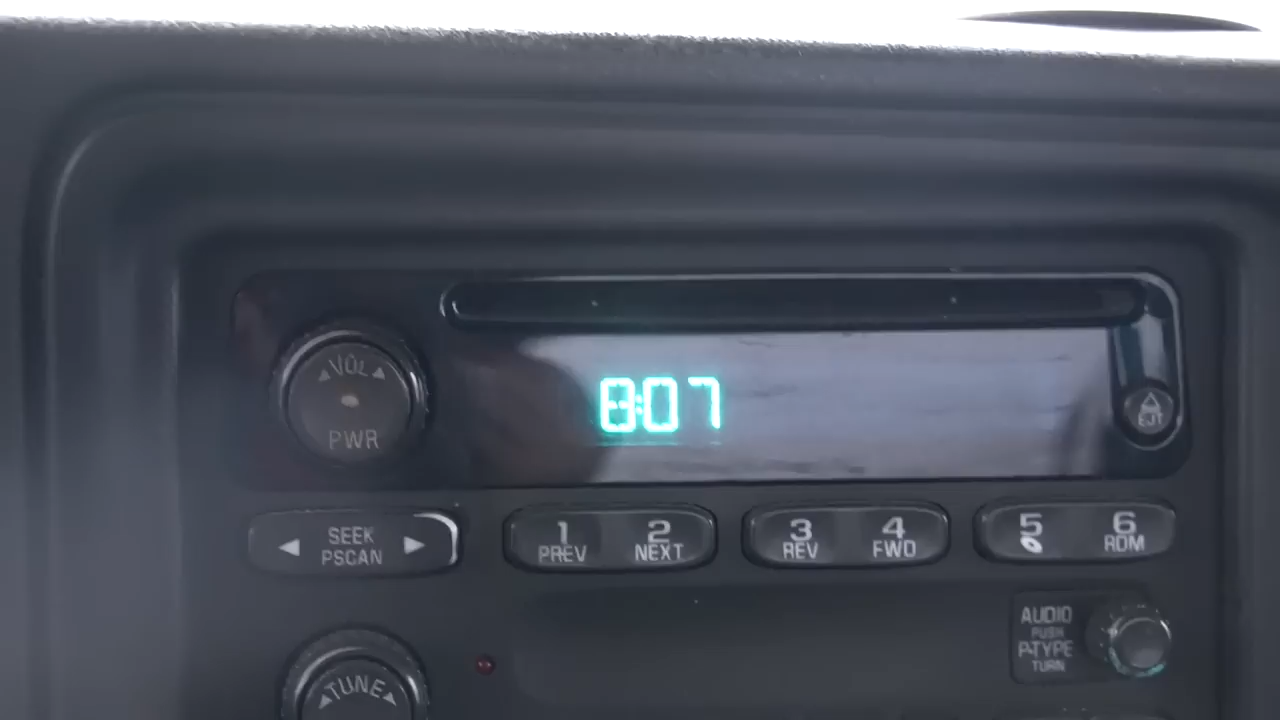 8:07
VOL
PWR
EJT
SEEK
PSCAN
1
PREV
2
NEXT
3
REV
4
FWD
5
6
RDM
AUDIO
PUSH
P-TYPE
TURN
TUNE